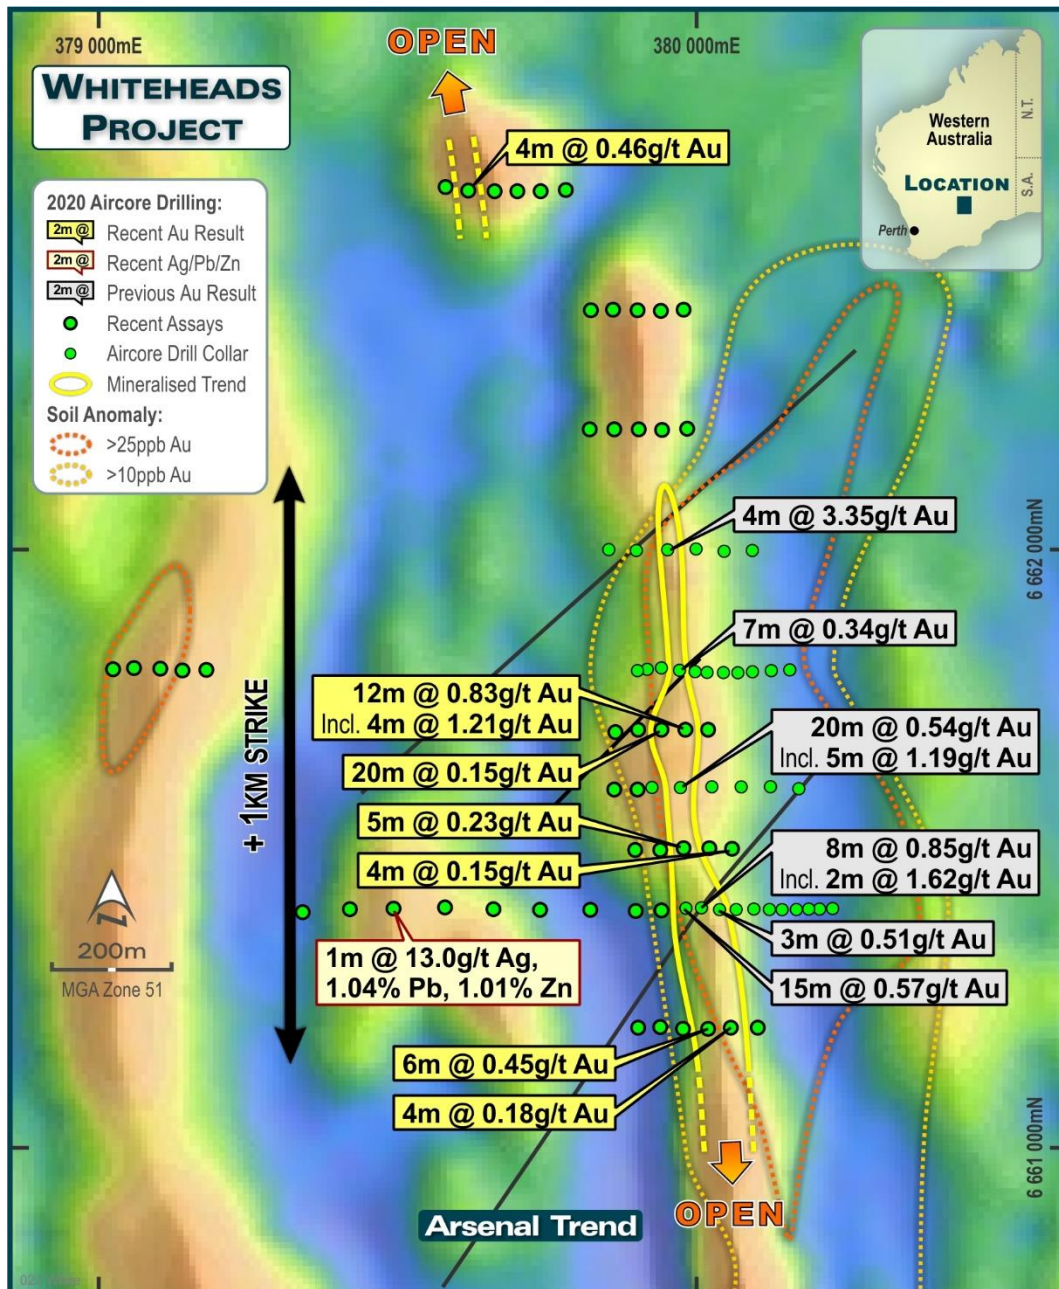 379 000mE
OPEN
380 000mE
WHITEHEADS
PROJECT
Western
Australia
N.T.
S.A.
LOCATION
Perth
4m @ 0.46g/t Au
2020 Aircore Drilling:
2m @
Recent Au Result
2m @
Recent Ag/Pb/Zn
2m @
Previous Au Result
Recent Assays
Aircore Drill Collar
Mineralised Trend
Soil Anomaly:
>25ppb Au
>10ppb Au
4m @ 3.35g/t Au
6 662 000mN
7m @ 0.34g/t Au
12m @ 0.83g/t Au
Incl. 4m @ 1.21g/t Au
20m @ 0.54g/t Au
Incl. 5m @ 1.19g/t Au
20m @ 0.15g/t Au
+ 1KM STRIKE
5m @ 0.23g/t Au
4m @ 0.15g/t Au
8m @ 0.85g/t Au
Incl. 2m @ 1.62g/t Au
Z
200m
MGA Zone 51
1m @ 13.0g/t Ag,
1.04% Pb, 1.01% Zn
3m @ 0.51g/t Au
15m @ 0.57g/t Au
6m @ 0.45g/t Au
4m @ 0.18g/t Au
6 661 000mN
OPEN
Arsenal Trend